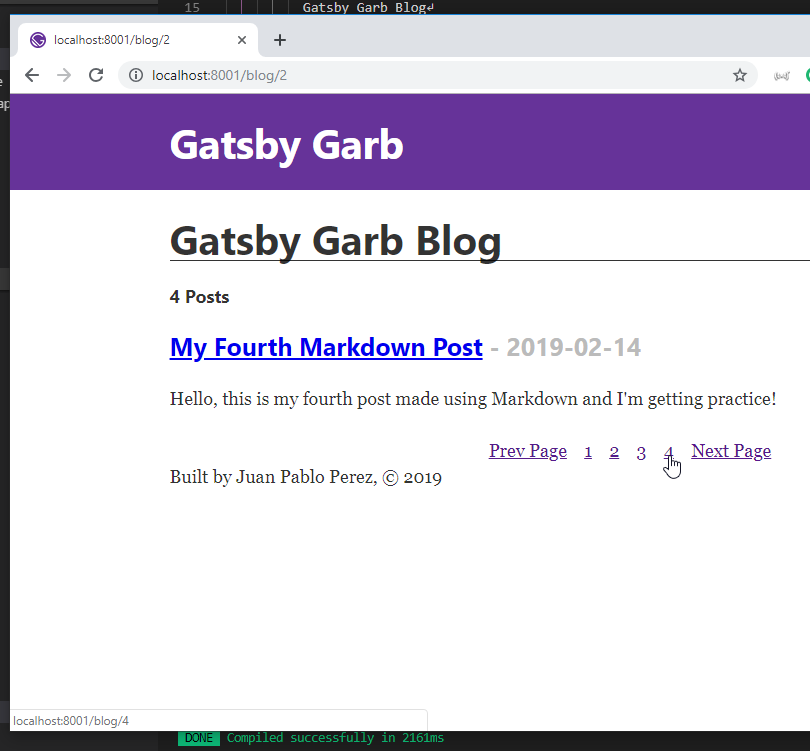 15 Gatsby Garb Blog↵
localhost:8001/blog/2
localhost:8001/blog/2
Gatsby Garb
Gatsby Garb Blog
4 Posts
My Fourth Markdown Post - 2019-02-14
Hello, this is my fourth post made using Markdown and I'm getting practice!
Prev Page 1 2 3 4 Next Page
Built by Juan Pablo Perez, © 2019
localhost:8001/blog/4
DONE Compiled successfully in 2161ms